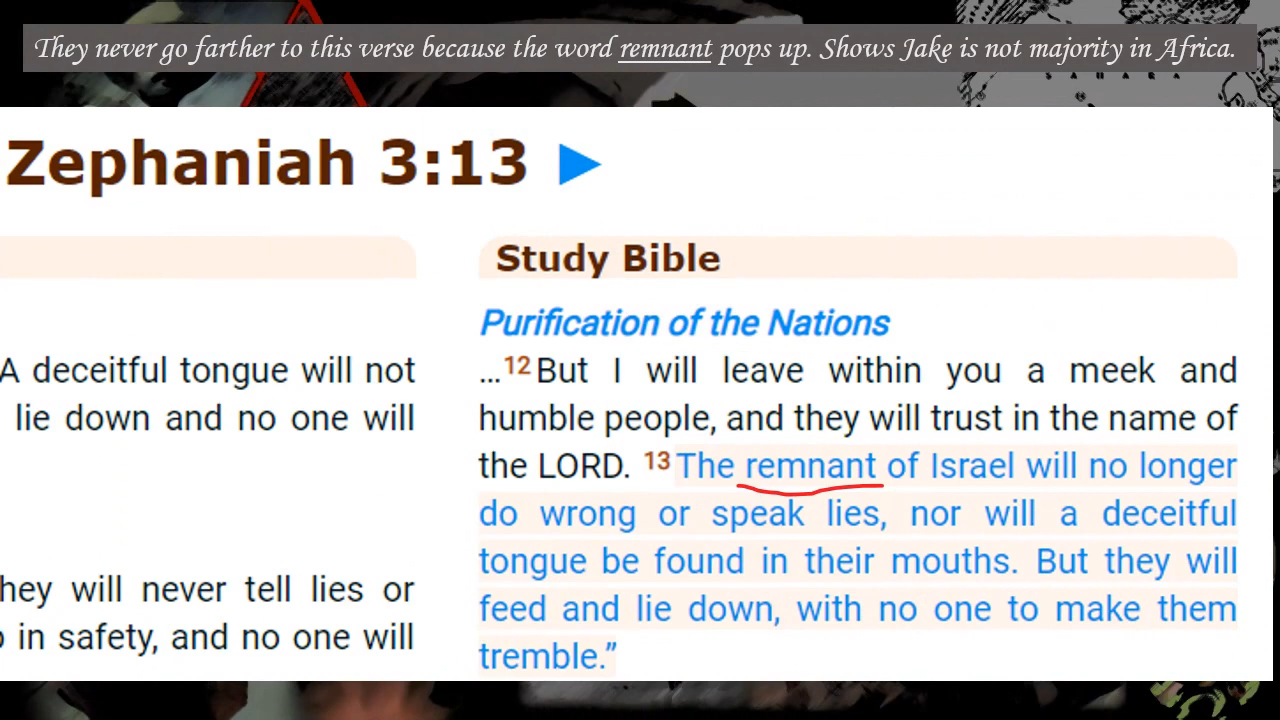 They never go farther to this verse because the word remnant pops up. Shows Jake is not majority in Africa.
SAHARA
Zephaniah 3:13 ►
Study Bible
Purification of the Nations
A deceitful tongue will not
lie down and no one will
hey will never tell lies or
o in safety, and no one will
...12 But I will leave within you a meek and
humble people, and they will trust in the name of
the LORD. 13 The remnant of Israel will no longer
do wrong or speak lies, nor will a deceitful
tongue be found in their mouths. But they will
feed and lie down, with no one to make them
tremble.”